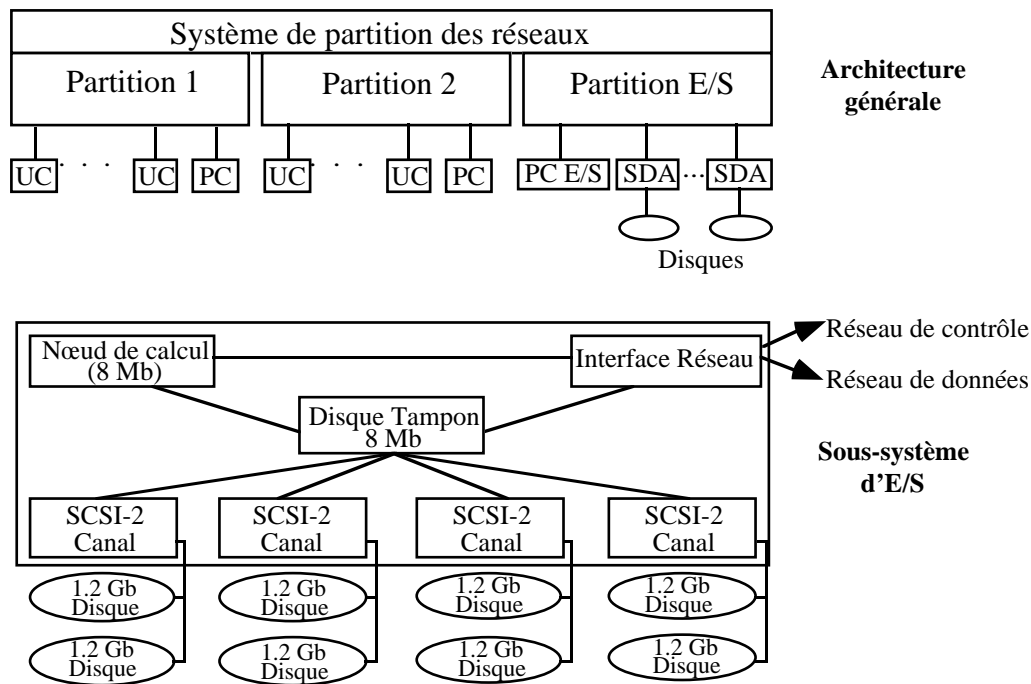 Système de partition des réseaux
Partition 1
Partition 2
Partition E/S
Architecture
générale
UC . . . UC PC UC . . . UC PC PC E/S SDA ... SDA
Disques
Nœud de calcul
(8 Mb)
Interface Réseau
Réseau de contrôle
Réseau de données
Disque Tampon
8 Mb
Sous-système
d'E/S
SCSI-2
Canal
SCSI-2
Canal
SCSI-2
Canal
SCSI-2
Canal
1.2 Gb
Disque
1.2 Gb
Disque
1.2 Gb
Disque
1.2 Gb
Disque
1.2 Gb
Disque
1.2 Gb
Disque
1.2 Gb
Disque
1.2 Gb
Disque